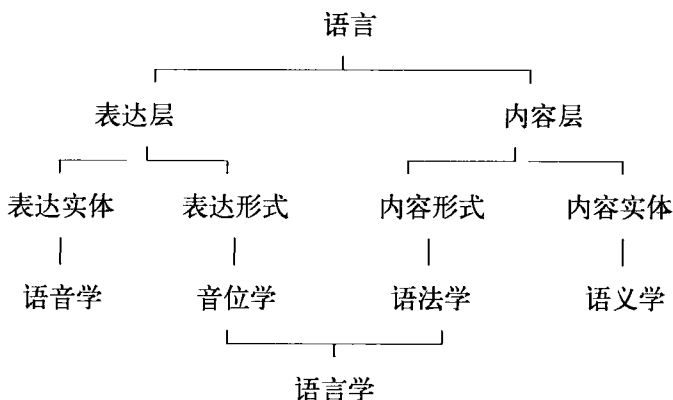 语言
表达层 内容层
表达实体 表达形式 内容形式 内容实体
语音学 音位学 语法学 语义学
语言学